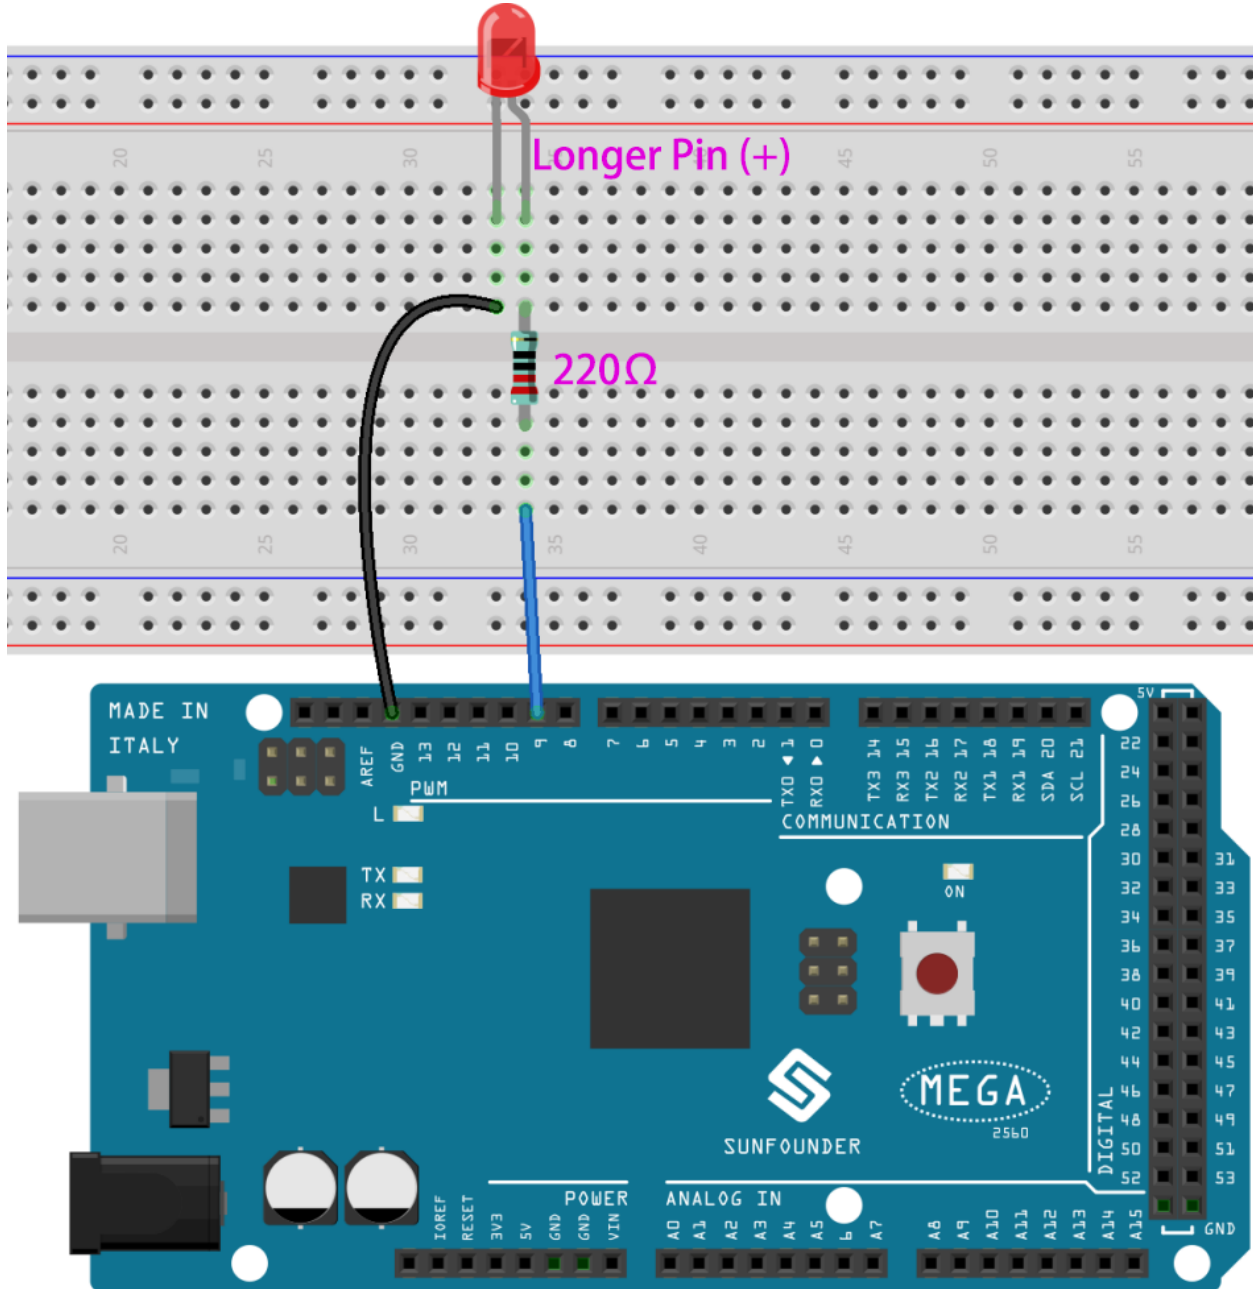 20 25 30 45 50 55
Longer Pin (+)
220Ω
20 25 30 35 40 45 50 55
MADE IN
ITALY
AREF GND 13 12 11 10 9 8 7 6 5 4 3 2 TX0 1 RX0 0 TX3 14 RX3 15 TX2 16 RX2 17 TX1 18 RX1 19 SDA 20 SCL 21
5V
PWM
COMMUNICATION
L
TX
RX
ON
22
24
26
28
30 31
32 33
34 35
36 37
38 39
40 41
42 43
44 45
46 47
48 49
50 51
52 53
DIGITAL
GND
MEGA
2560
SUNFOUNDER
POWER
ANALOG IN
IOREF RESET 3V3 5V GND GND VIN A0 A1 A2 A3 A4 A5 6 A7 A8 A9 A10 A11 A12 A13 A14 A15